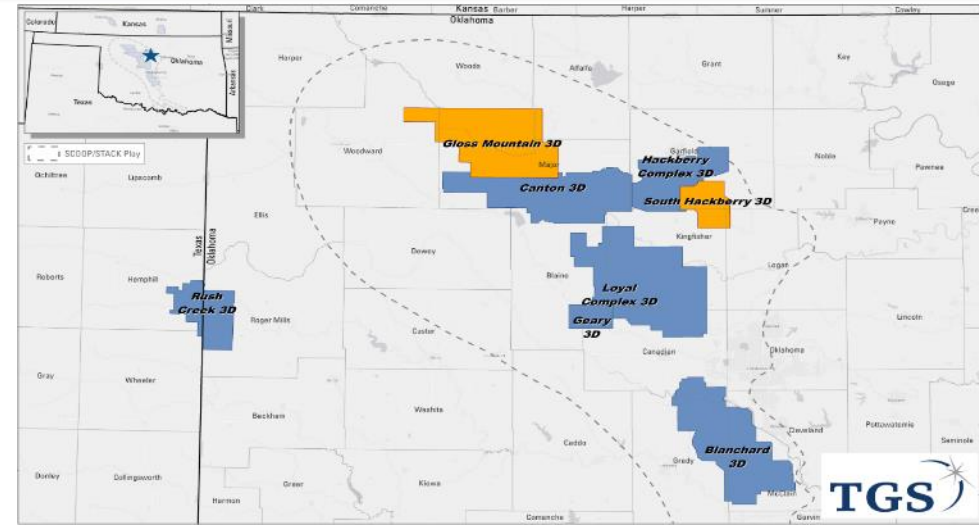 Clark
Comanche
Kansas
Barber
Harper
Sumner
Cowley
Oklahoma
Colorado
Kansas
Missouri
Oklahoma
Arkansas
Texas
SCOOP/STACK Play
Harper
Woods
Alfalfa
Grant
Kay
Osage
Ochiltree
Lipscomb
Woodward
Gloss Mountain 3D
Major
Garfield
Hackberry
Complex 3D
Noble
Pawnee
Canton 3D
South Hackberry 3D
Ellis
Payne
Texas
Oklahoma
Dewey
Kingfisher
Logan
Roberts
Hemphill
Blaine
Rush
Creek 3D
Loyal
Complex 3D
Roger Mills
Custer
Geary
3D
Lincoln
Canadian
Oklahoma
Gray
Wheeler
Beckham
Washita
Caddo
Cleveland
Pottawatomie
Seminole
Blanchard
3D
Grady
Donley
Collingsworth
Greer
Kiowa
McClain
Harmon
Comanche
Garvin
TGS